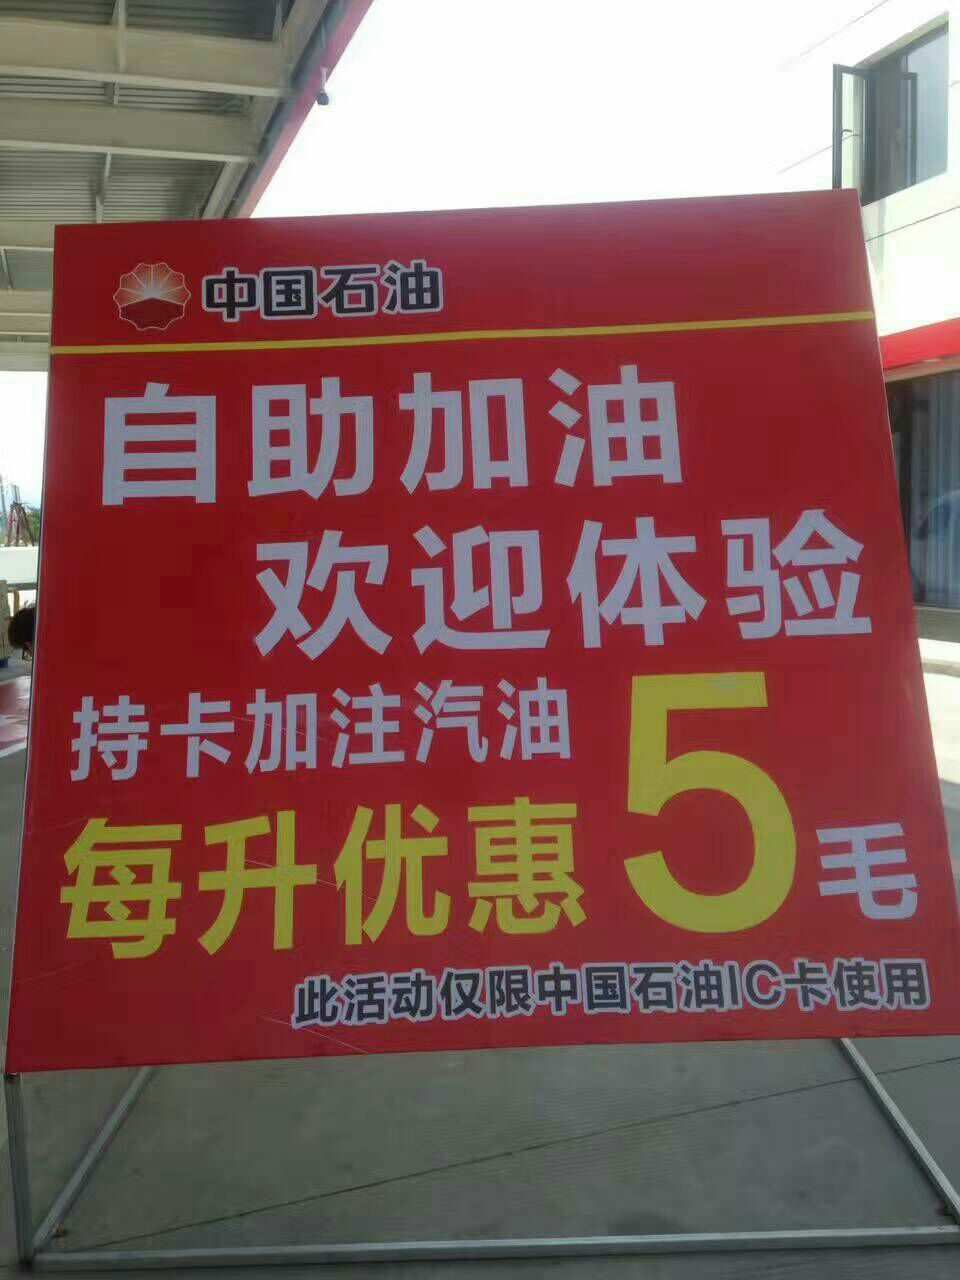 中国石油
自助加油
欢迎体验
持卡加注汽油
每升优惠5毛
此活动仅限中国石油IC卡使用